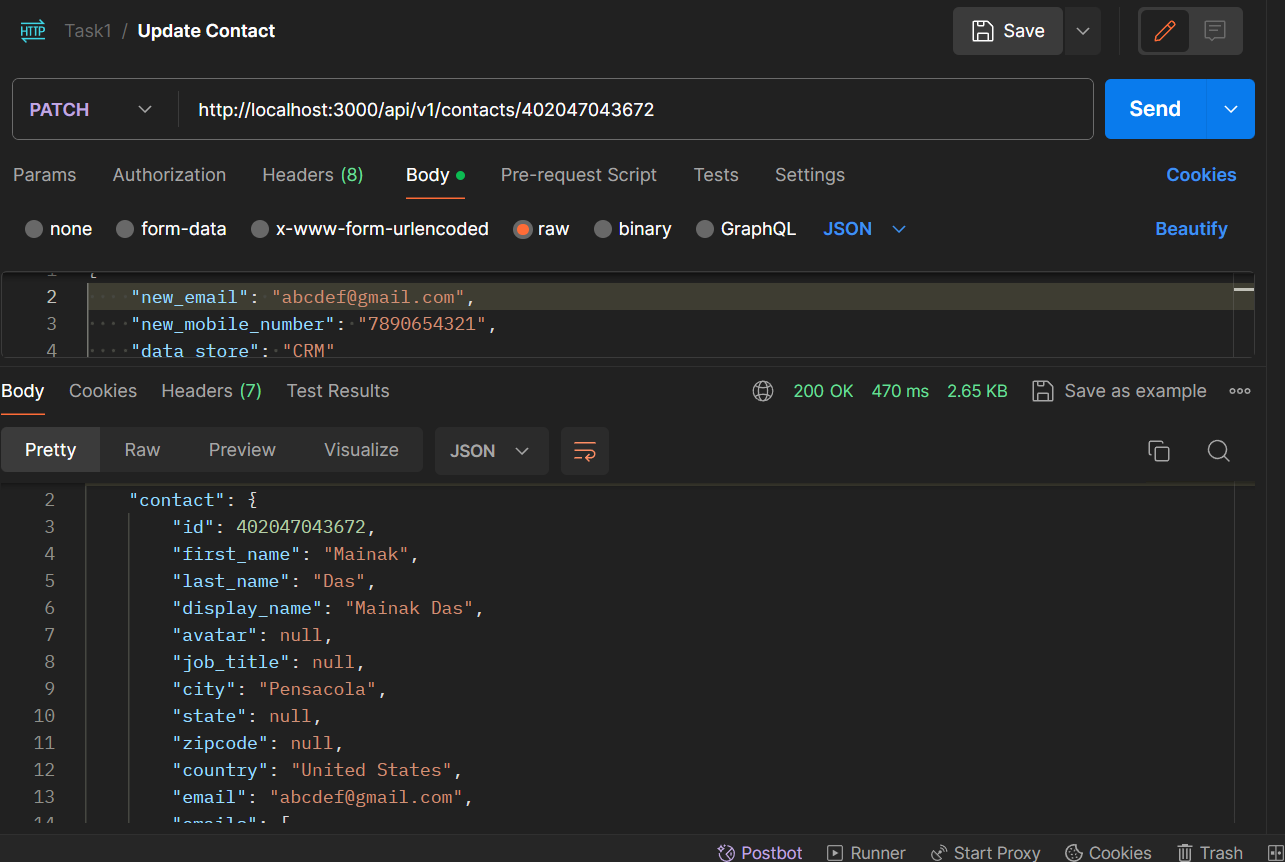 HTTP Task1 / Update Contact Save
PATCH http://localhost:3000/api/v1/contacts/402047043672 Send
Params Authorization Headers (8) Body Pre-request Script Tests Settings Cookies
none form-data x-www-form-urlencoded raw binary GraphQL JSON Beautify
2 "new_email": "abcdef@gmail.com",
3 "new_mobile_number": "7890654321",
4 "data_store": "CRM"
Body Cookies Headers (7) Test Results 200 OK 470 ms 2.65 KB Save as example
Pretty Raw Preview Visualize JSON
2 "contact": {
3 "id": 402047043672,
4 "first_name": "Mainak",
5 "last_name": "Das",
6 "display_name": "Mainak Das",
7 "avatar": null,
8 "job_title": null,
9 "city": "Pensacola",
10 "state": null,
11 "zipcode": null,
12 "country": "United States",
13 "email": "abcdef@gmail.com",
14 "emails": [
Postbot Runner Start Proxy Cookies Trash